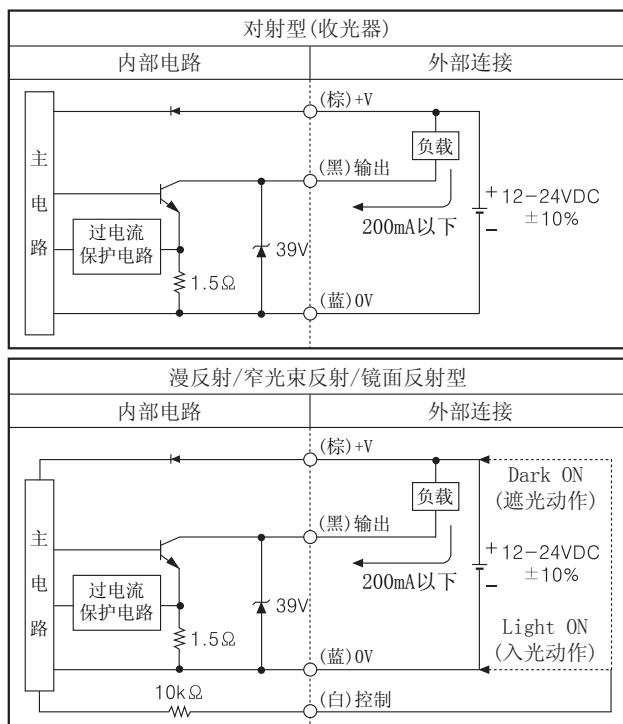 对射型(收光器)
内部电路
外部连接
(棕)+V
主电路
负载
(黑)输出
+ 12-24VDC
- ±10%
200mA以下
过电流
保护电路
39V
1.5Ω
(蓝)0V
漫反射/窄光束反射/镜面反射型
内部电路
外部连接
(棕)+V
Dark ON
(遮光动作)
负载
(黑)输出
主电路
+ 12-24VDC
- ±10%
200mA以下
过电流
保护电路
39V
1.5Ω
Light ON
(入光动作)
(蓝)0V
10kΩ
(白)控制